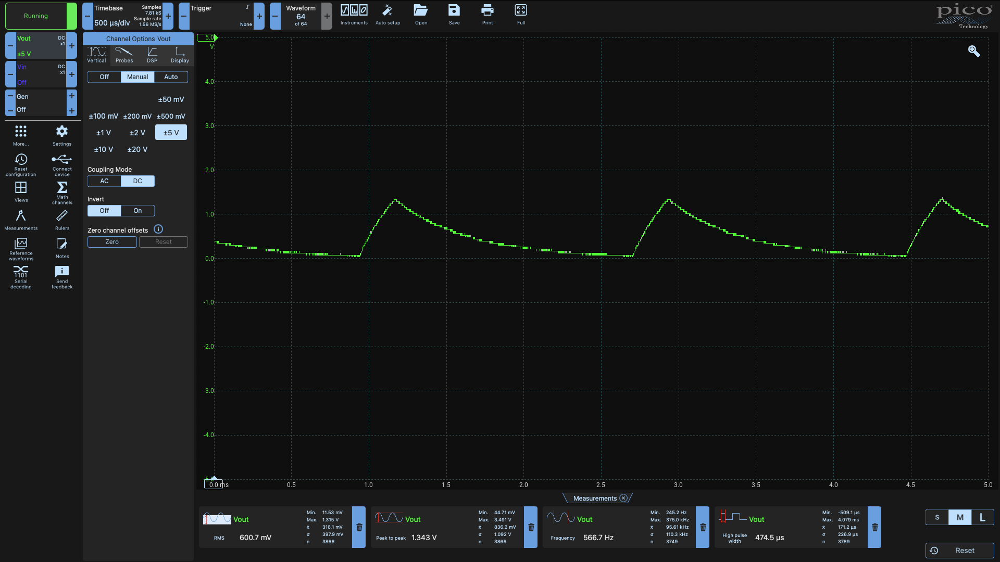 Running
Timebase
500 µs/div
Samples
7.81 kS
Sample rate
1.56 MS/s
Trigger
None
Waveform
64
of 64
Instruments
Auto setup
Open
Save
Print
Full
pico
Technology
Vout
DC
x1
±5 V
Vin
DC
x1
Off
Gen
Off
More...
Settings
Reset
configuration
Connect
device
Views
Math
channels
Measurements
Rulers
Reference
waveforms
Notes
1101
Serial
decoding
Send
feedback
Channel Options Vout
Vertical
Probes
DSP
Display
Off
Manual
Auto
±50 mV
±100 mV
±200 mV
±500 mV
±1 V
±2 V
±5 V
±10 V
±20 V
Coupling Mode
AC
DC
Invert
Off
On
Zero channel offsets
Zero
Reset
5.0
V
4.0
3.0
2.0
1.0
0.0
-1.0
-2.0
-3.0
-4.0
-5.0
0.0 ms
0.5
1.0
1.5
2.0
2.5
3.0
3.5
4.0
4.5
5.0
Measurements
Vout
RMS
600.7 mV
Min. 11.53 mV
Max. 1.315 V
x̄ 316.1 mV
σ 397.9 mV
n 3866
Vout
Peak to peak
1.343 V
Min. 44.71 mV
Max. 3.491 V
x̄ 836.2 mV
σ 1.092 V
n 3866
Vout
Frequency
566.7 Hz
Min. 245.2 Hz
Max. 375.0 kHz
x̄ 95.61 kHz
σ 110.3 kHz
n 3749
Vout
High pulse
width
474.5 µs
Min. -509.1 µs
Max. 4.079 ms
x̄ 171.2 µs
σ 226.9 µs
n 3789
S
M
L
Reset